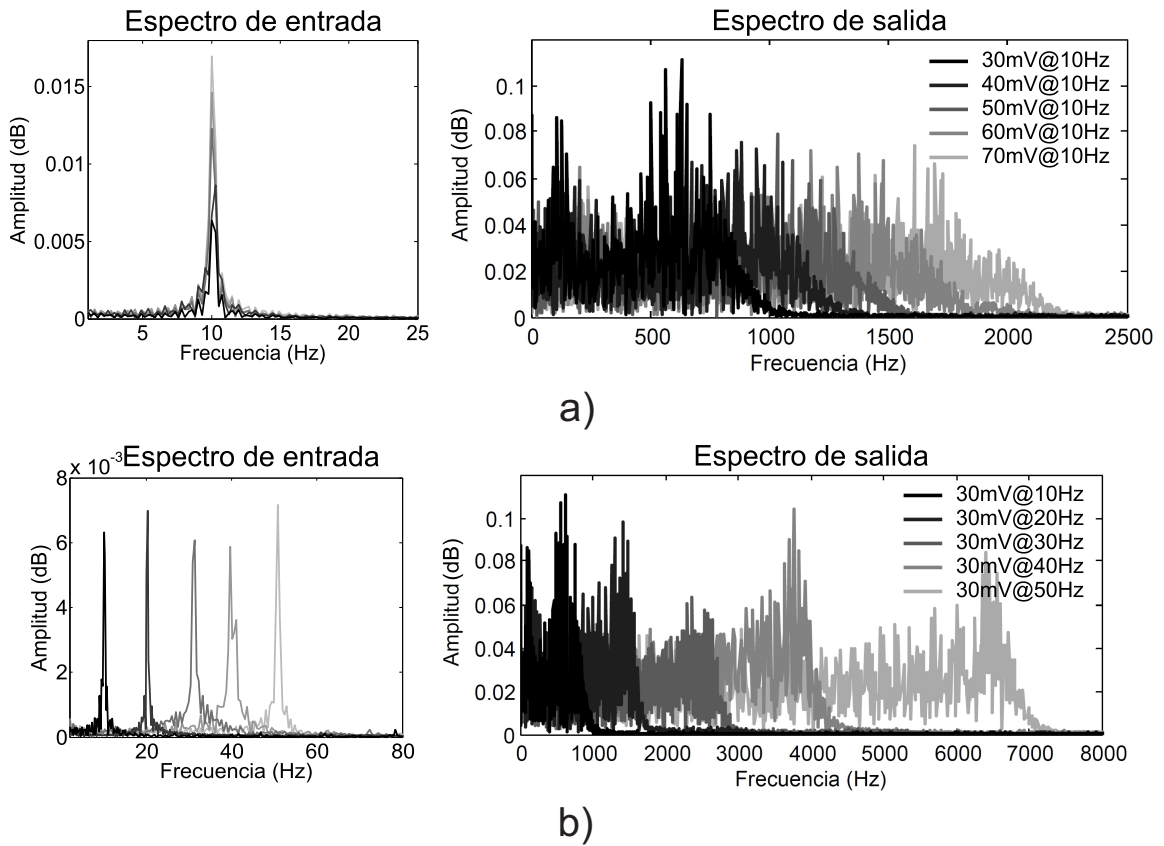 Espectro de entrada
Amplitud (dB)
0.015
0.01
0.005
0
5
10
15
20
25
Frecuencia (Hz)
Espectro de salida
Amplitud (dB)
0.1
0.08
0.06
0.04
0.02
0
0
500
1000
1500
2000
2500
Frecuencia (Hz)
30mV@10Hz
40mV@10Hz
50mV@10Hz
60mV@10Hz
70mV@10Hz
a)
Espectro de entrada
x 10-3
Amplitud (dB)
8
6
4
2
0
20
40
60
80
Frecuencia (Hz)
Espectro de salida
Amplitud (dB)
0.1
0.08
0.06
0.04
0.02
0
0
1000
2000
3000
4000
5000
6000
7000
8000
Frecuencia (Hz)
30mV@10Hz
30mV@20Hz
30mV@30Hz
30mV@40Hz
30mV@50Hz
b)